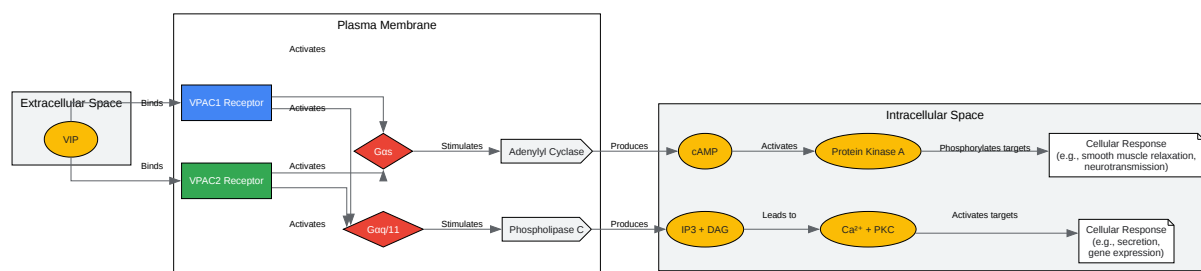 Plasma Membrane
Activates
Extracellular Space
Binds
VPAC1 Receptor
Activates
Intracellular Space
VIP
Gαs
Stimulates
Adenylyl Cyclase
Produces
cAMP
Activates
Protein Kinase A
Phosphorylates targets
Cellular Response
(e.g., smooth muscle relaxation,
neurotransmission)
Binds
VPAC2 Receptor
Activates
Activates
Gαq/11
Stimulates
Phospholipase C
Produces
IP3 + DAG
Leads to
Ca²⁺ + PKC
Activates targets
Cellular Response
(e.g., secretion,
gene expression)